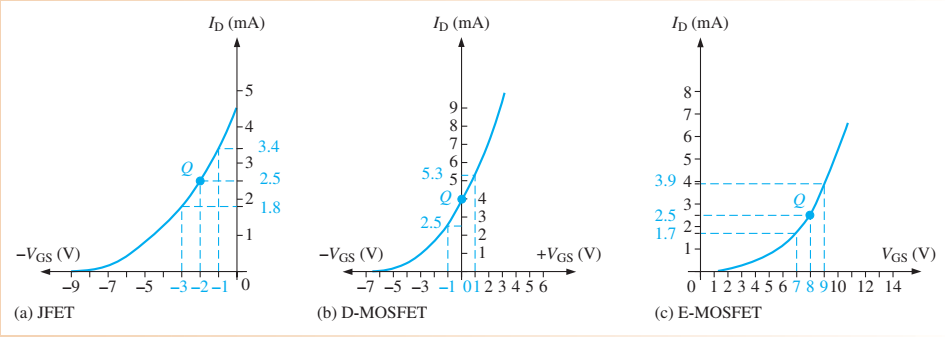 I_D (mA) I_D (mA) I_D (mA)
5
4
3.4
3
Q
2.5
2
1.8
1
−V_GS (V)
−9 −7 −5 −3 −2 −1 0
(a) JFET
9
8
7
6
5.3
5
Q
4
3
2.5
2
1
−V_GS (V) +V_GS (V)
−7 −5 −3 −1 0 1 2 3 4 5 6
(b) D-MOSFET
8
7
6
5
3.9
4
Q
3
2.5
2
1.7
1
V_GS (V)
0 1 2 3 4 5 6 7 8 9 10 12 14
(c) E-MOSFET